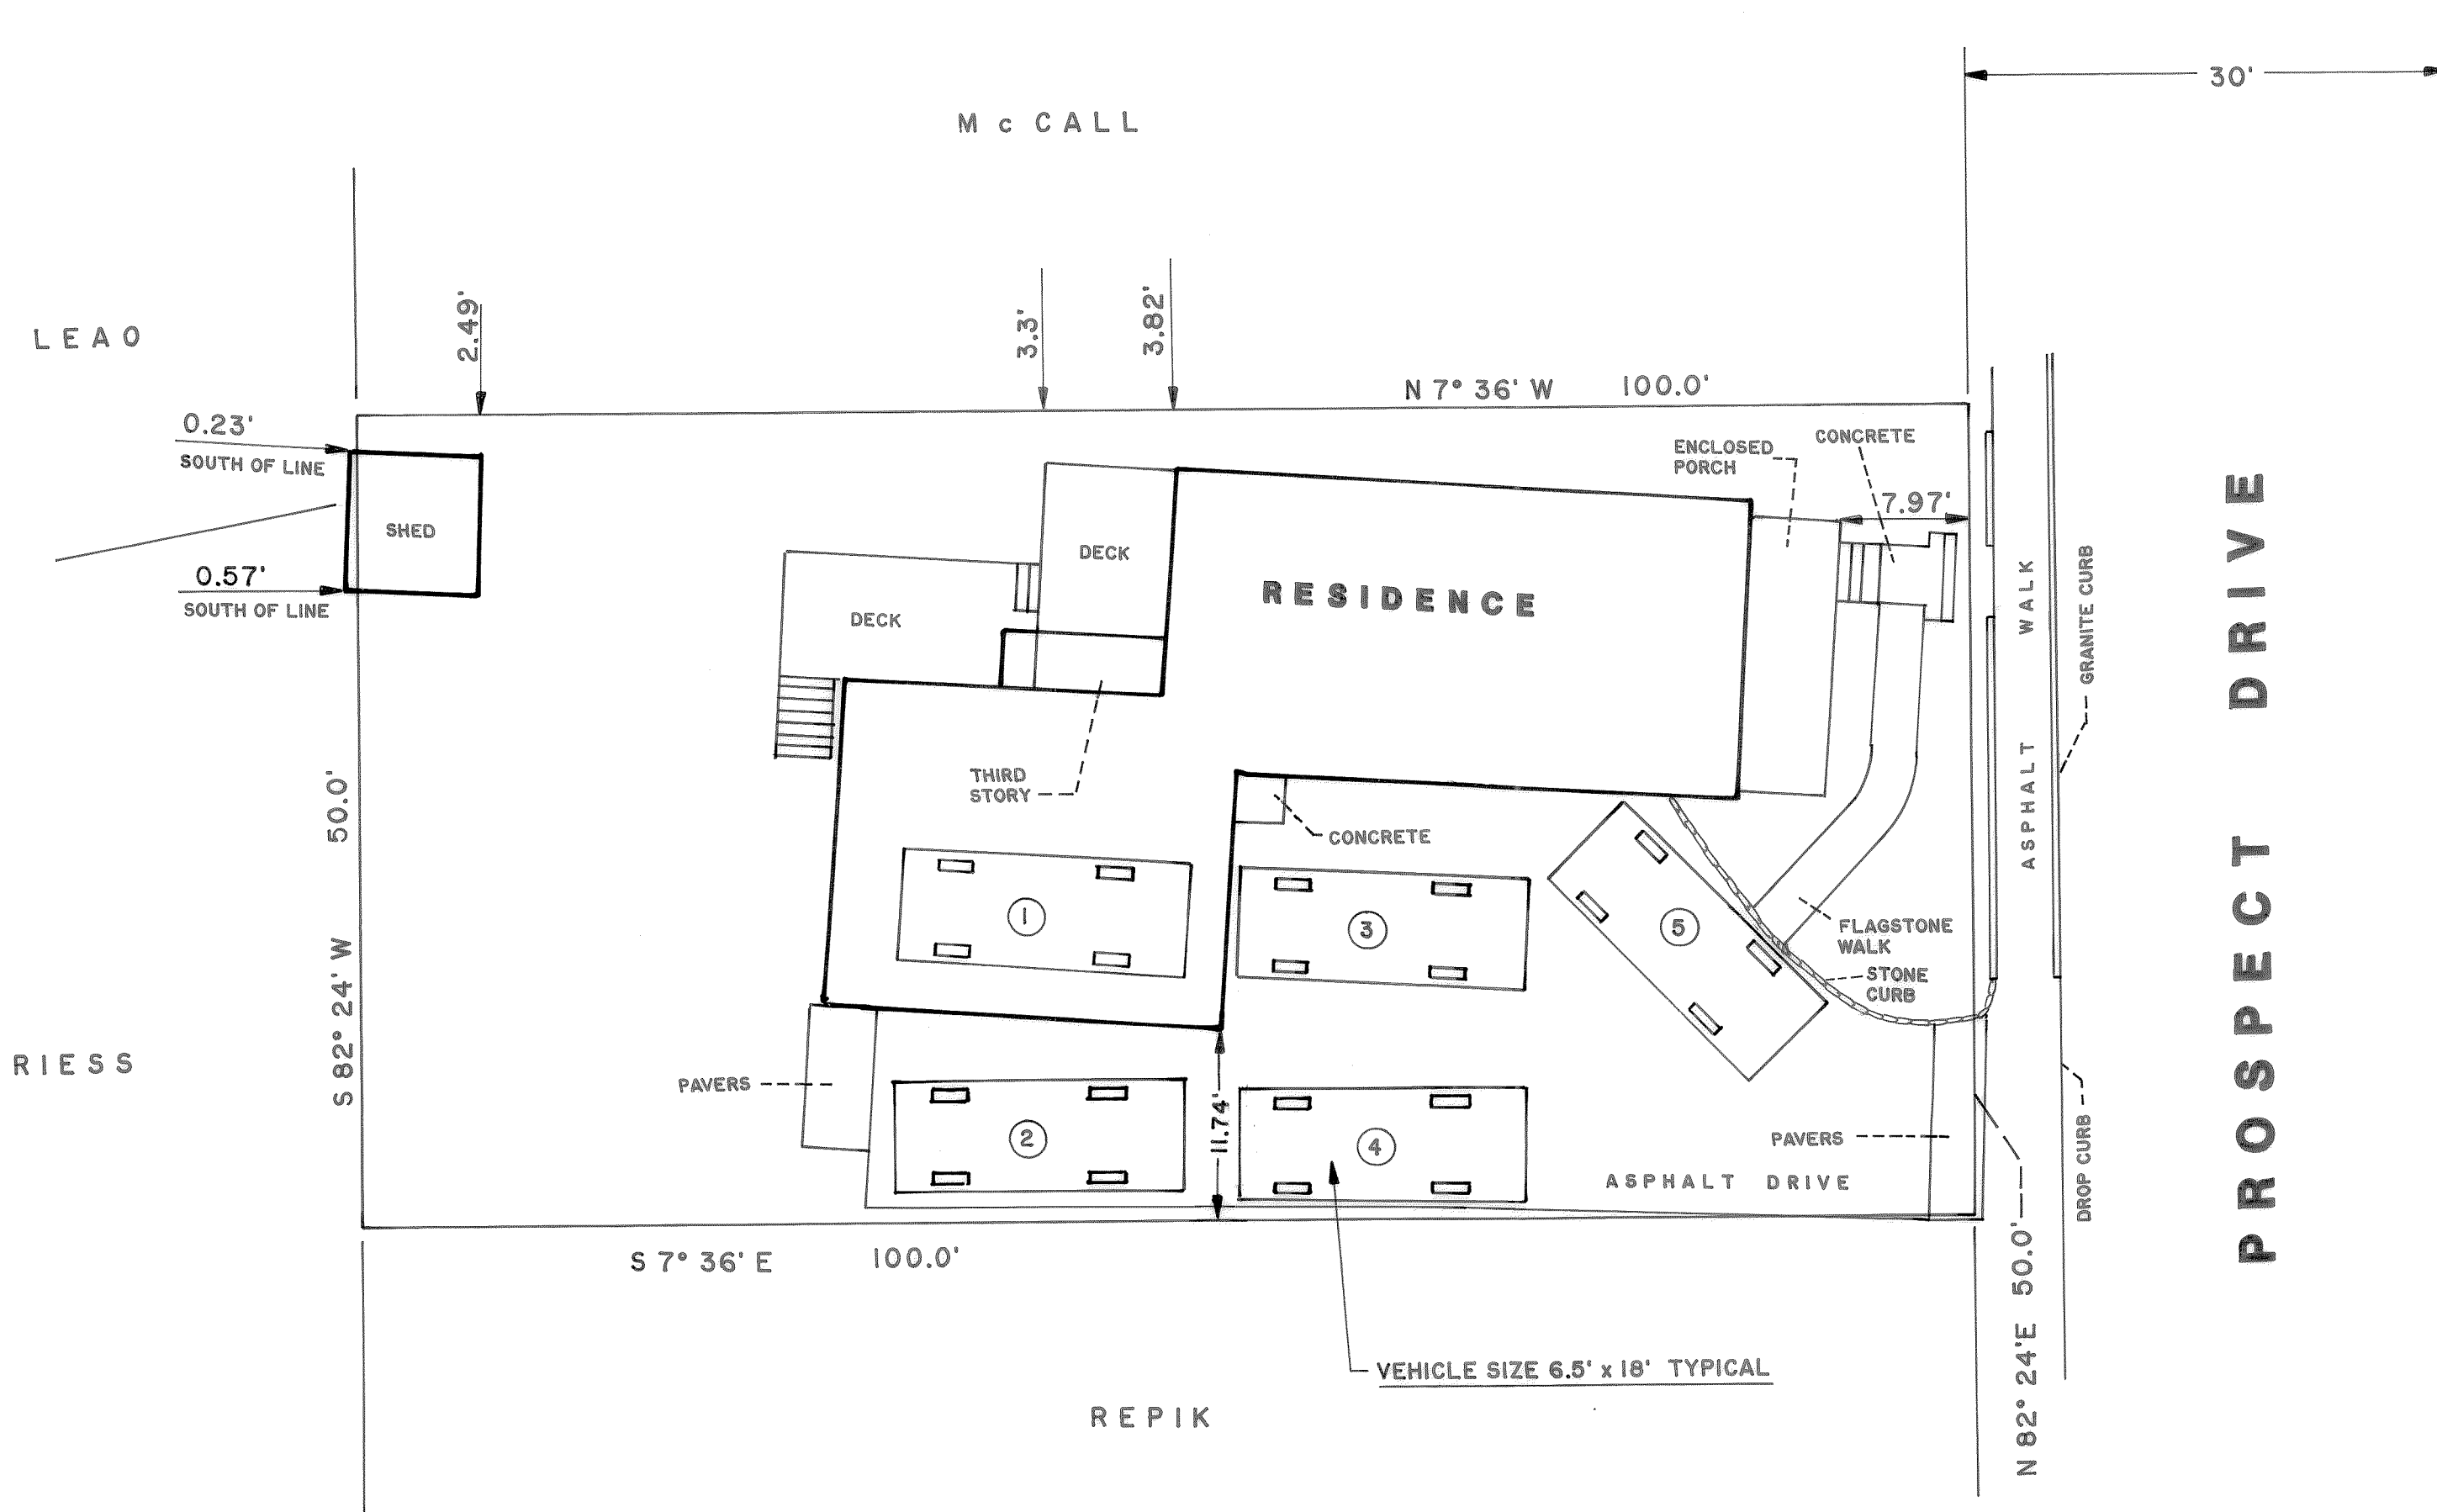 30'
McCALL
LEAO
2.49'
3.3'
3.82'
N 7° 36' W 100.0'
0.23'
SOUTH OF LINE
ENCLOSED
PORCH
CONCRETE
7.97'
SHED
DECK
0.57'
SOUTH OF LINE
DECK
RESIDENCE
ASPHALT WALK
GRANITE CURB
PROSPECT DRIVE
THIRD
STORY
CONCRETE
S 82° 24' W 50.0'
1
3
5
FLAGSTONE
WALK
STONE
CURB
RIESS
PAVERS
2
11.74'
4
PAVERS
ASPHALT DRIVE
DROP CURB
S 7° 36' E 100.0'
N 82° 24'E 50.0'
VEHICLE SIZE 6.5' x 18' TYPICAL
REPIK